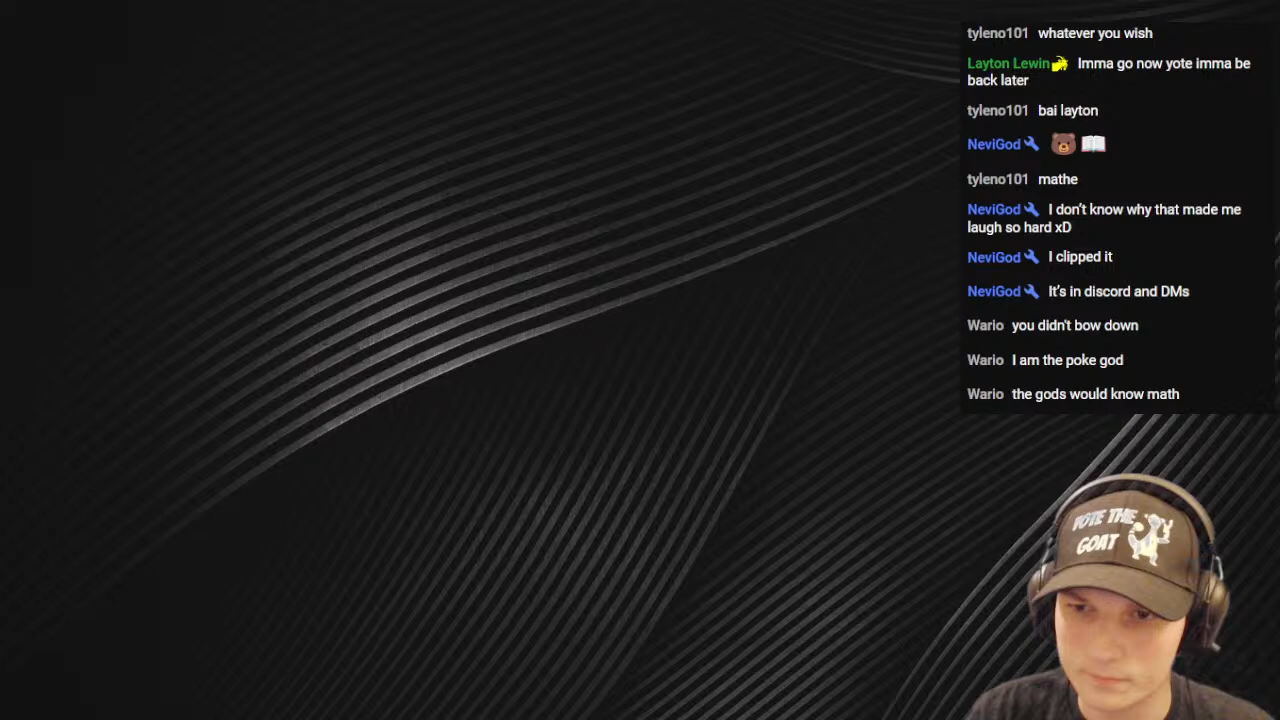 tyleno101 whatever you wish
Layton Lewin Imma go now yote imma be
back later
tyleno101 bai layton
NeviGod 🐻📖
tyleno101 mathe
NeviGod I don't know why that made me
laugh so hard xD
NeviGod I clipped it
NeviGod It's in discord and DMs
Wario you didn't bow down
Wario I am the poke god
Wario the gods would know math
YOTE THE
GOAT